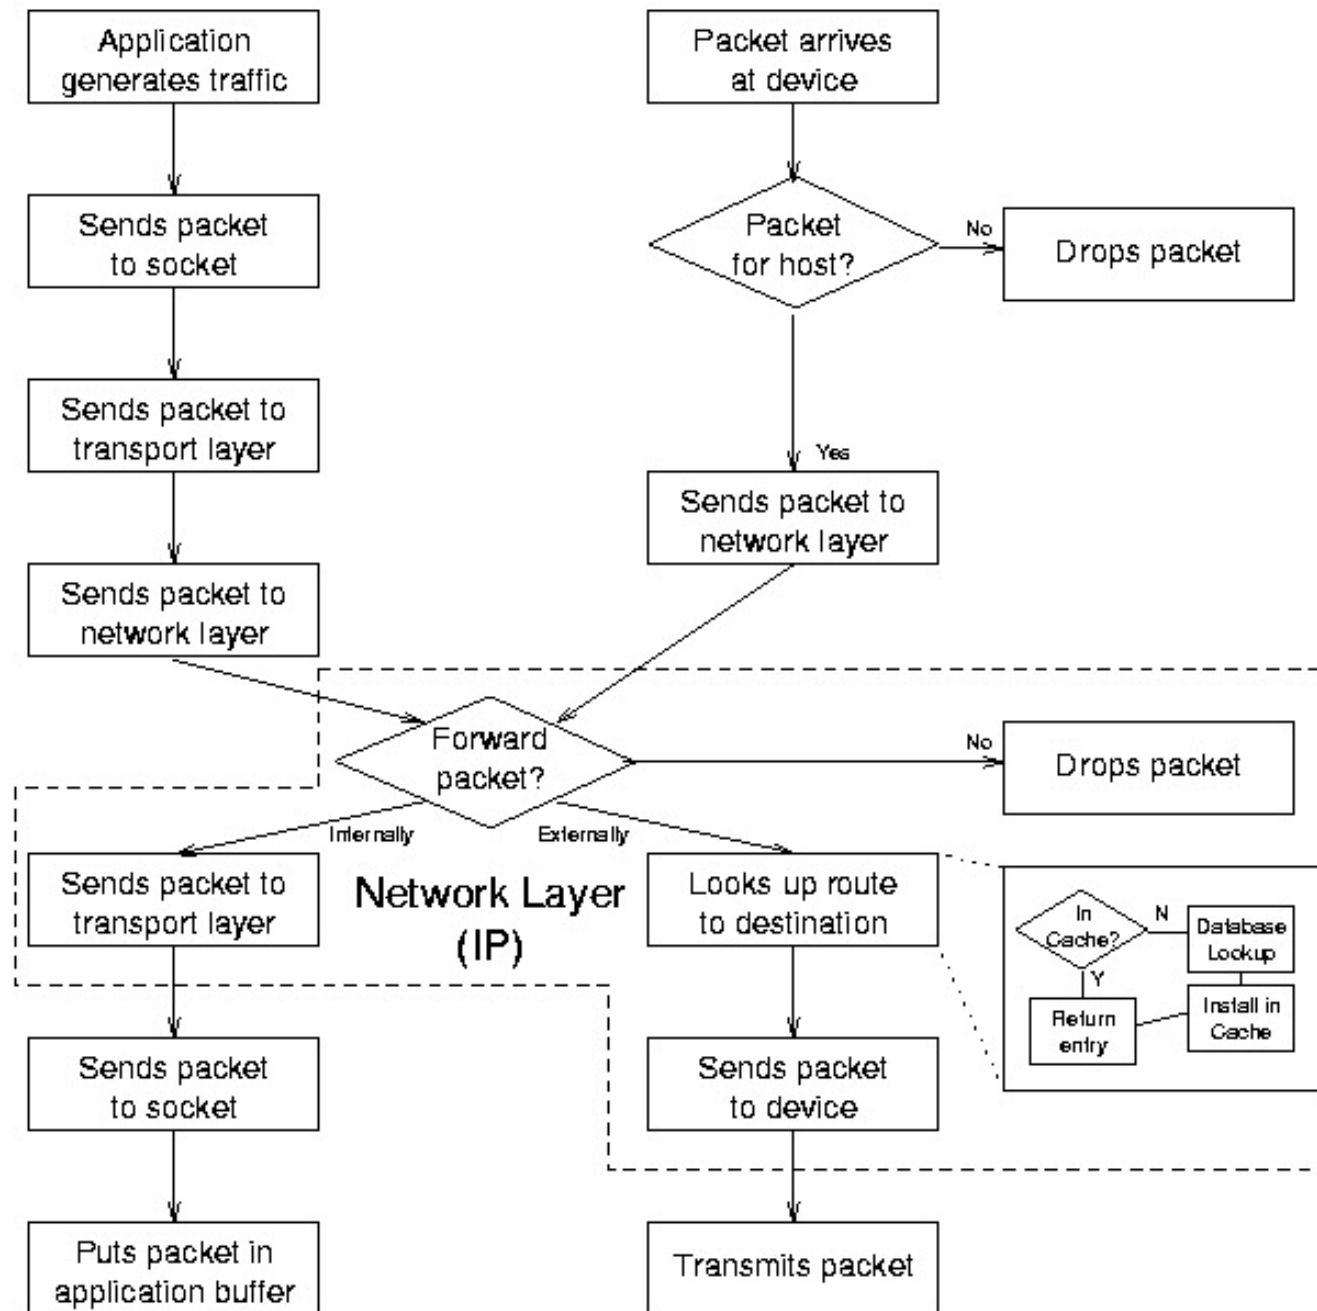 Application
generates traffic
Packet arrives
at device
Sends packet
to socket
Packet
for host?
No
Drops packet
Sends packet to
transport layer
Yes
Sends packet to
network layer
Sends packet to
network layer
Forward
packet?
No
Drops packet
Internally
Externally
Sends packet to
transport layer
Network Layer
(IP)
Looks up route
to destination
In
Cache?
N
Database
Lookup
Y
Return
entry
Install in
Cache
Sends packet
to socket
Sends packet
to device
Puts packet in
application buffer
Transmits packet